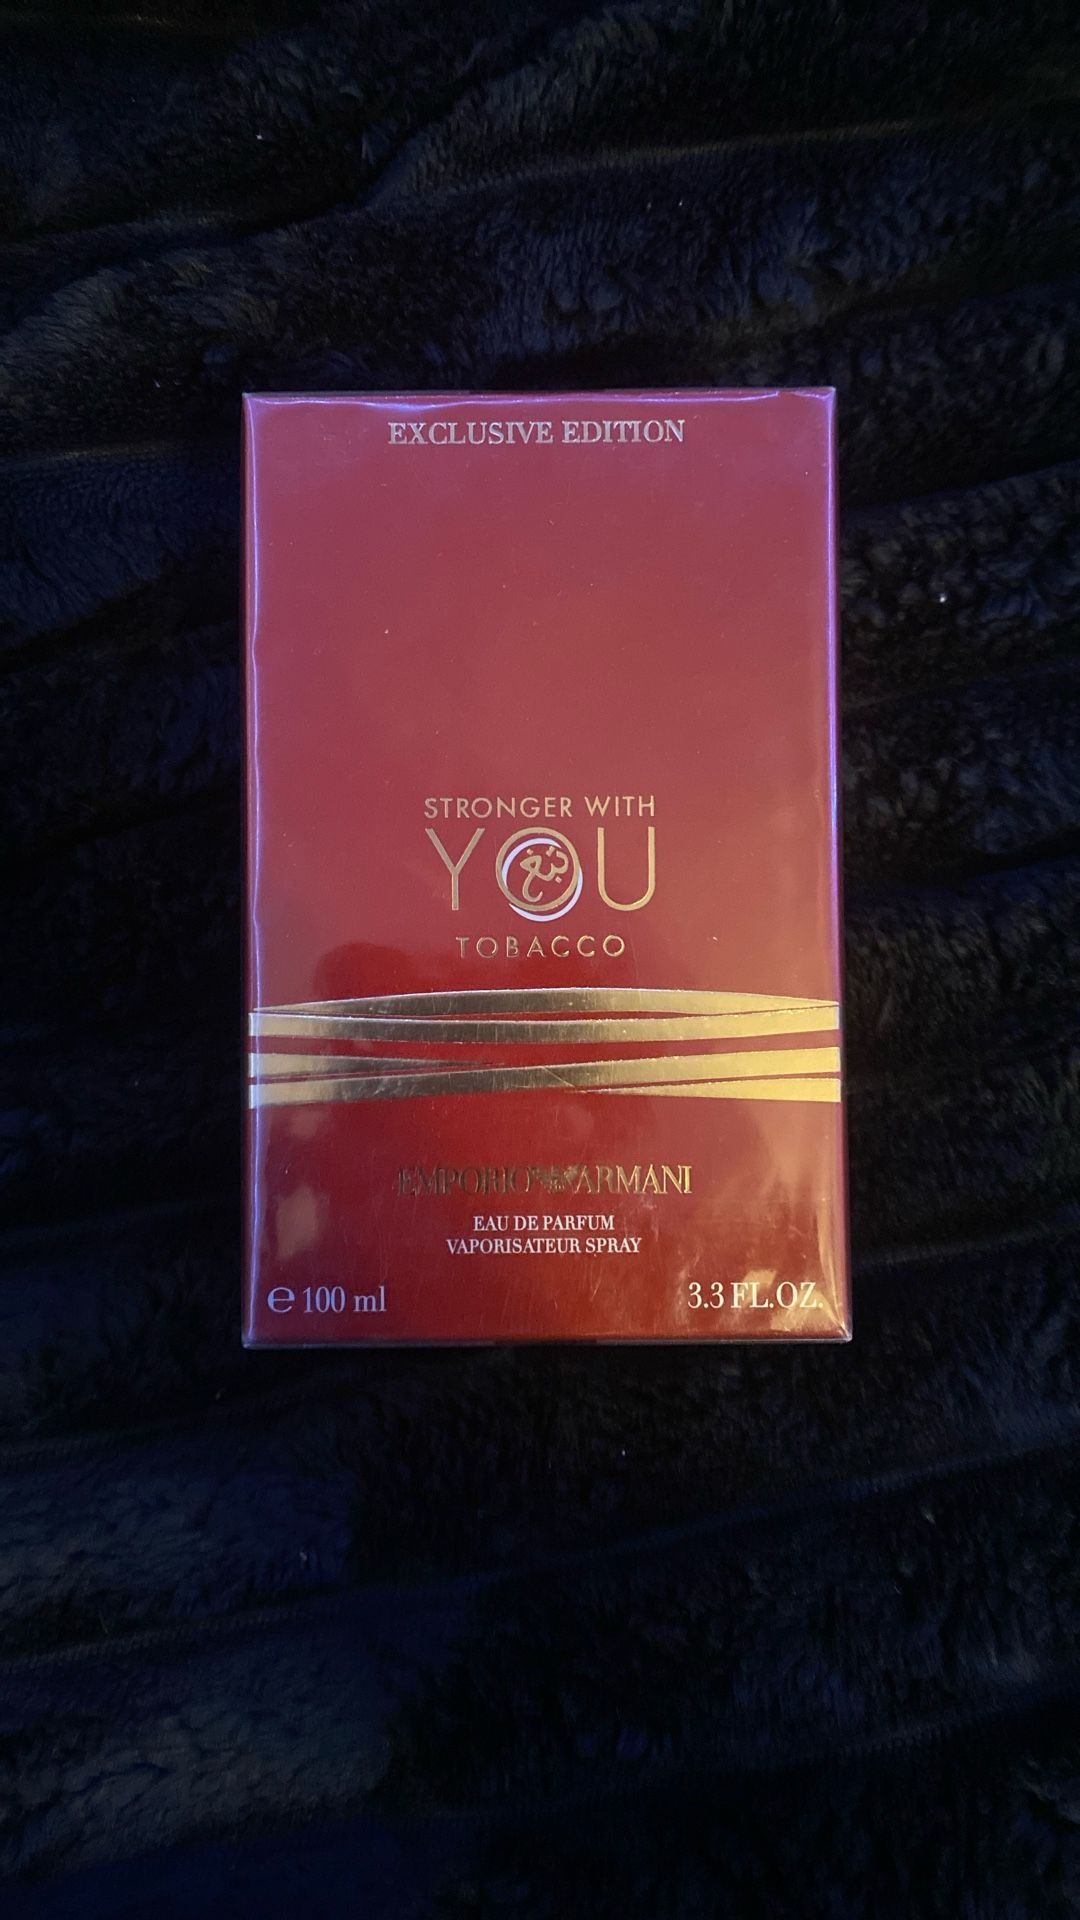 EXCLUSIVE EDITION
STRONGER WITH
YOU
تبغ
TOBACCO
EMPORIO ARMANI
EAU DE PARFUM
VAPORISATEUR SPRAY
℮ 100 ml
3.3 FL.OZ.